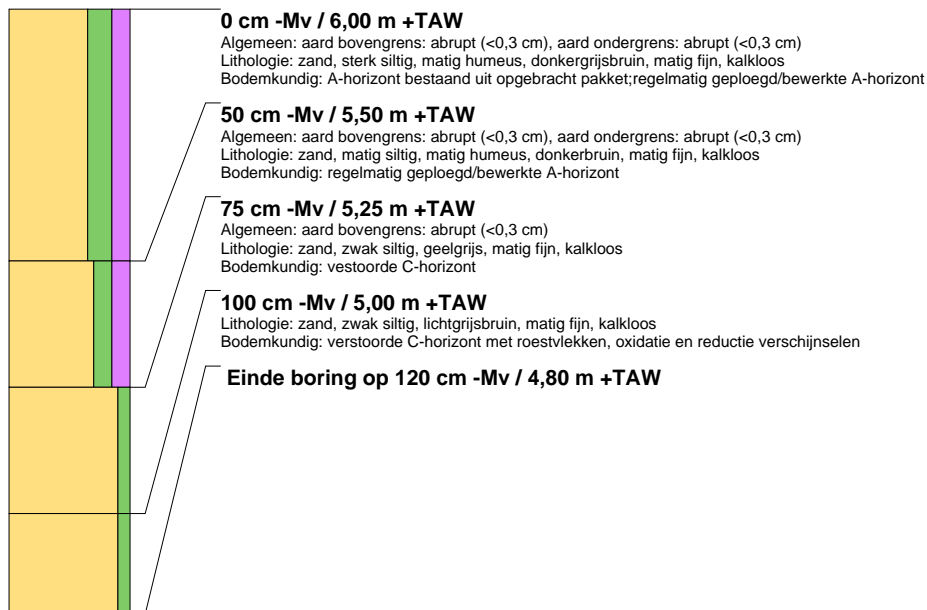 0 cm -Mv / 6,00 m +TAW
Algemeen: aard bovengrens: abrupt (<0,3 cm), aard ondergrens: abrupt (<0,3 cm)
Lithologie: zand, sterk siltig, matig humeus, donkergrijsbruin, matig fijn, kalkloos
Bodemkundig: A-horizont bestaand uit opgebracht pakket;regelmatig geploegd/bewerkte A-horizont
50 cm -Mv / 5,50 m +TAW
Algemeen: aard bovengrens: abrupt (<0,3 cm), aard ondergrens: abrupt (<0,3 cm)
Lithologie: zand, matig siltig, matig humeus, donkerbruin, matig fijn, kalkloos
Bodemkundig: regelmatig geploegd/bewerkte A-horizont
75 cm -Mv / 5,25 m +TAW
Algemeen: aard bovengrens: abrupt (<0,3 cm)
Lithologie: zand, zwak siltig, geelgrijs, matig fijn, kalkloos
Bodemkundig: vestoorde C-horizont
100 cm -Mv / 5,00 m +TAW
Lithologie: zand, zwak siltig, lichtgrijsbruin, matig fijn, kalkloos
Bodemkundig: verstoorde C-horizont met roestvlekken, oxidatie en reductie verschijnselen
Einde boring op 120 cm -Mv / 4,80 m +TAW